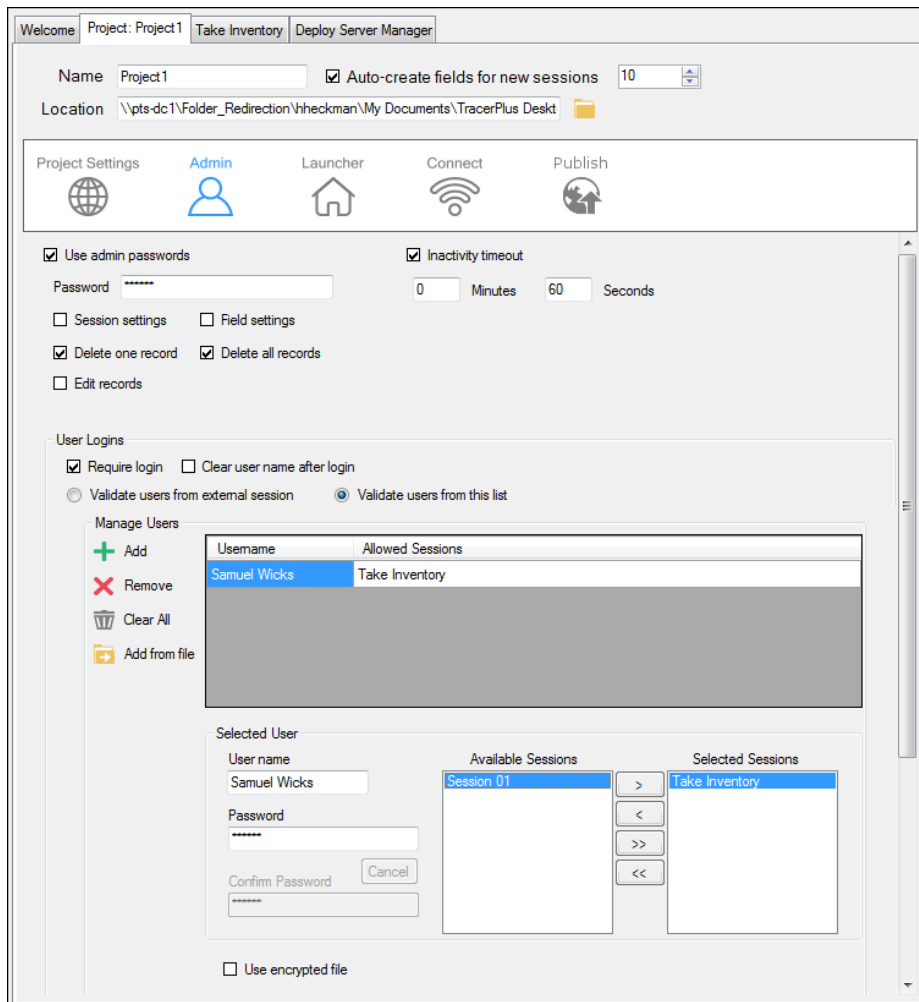 Welcome Project: Project1 Take Inventory Deploy Server Manager
Name Project1 Auto-create fields for new sessions 10
Location \\pts-dc1\Folder_Redirection\hheckman\My Documents\TracerPlus Deskt
Project Settings Admin Launcher Connect Publish
Use admin passwords Inactivity timeout
Password ****** 0 Minutes 60 Seconds
Session settings Field settings
Delete one record Delete all records
Edit records
User Logins
Require login Clear user name after login
Validate users from external session Validate users from this list
Manage Users
Add
Remove
Clear All
Add from file
Username Allowed Sessions
Samuel Wicks Take Inventory
Selected User
User name
Samuel Wicks
Password
******
Confirm Password Cancel
******
Available Sessions
Session 01
>
<
>>
<<
Selected Sessions
Take Inventory
Use encrypted file